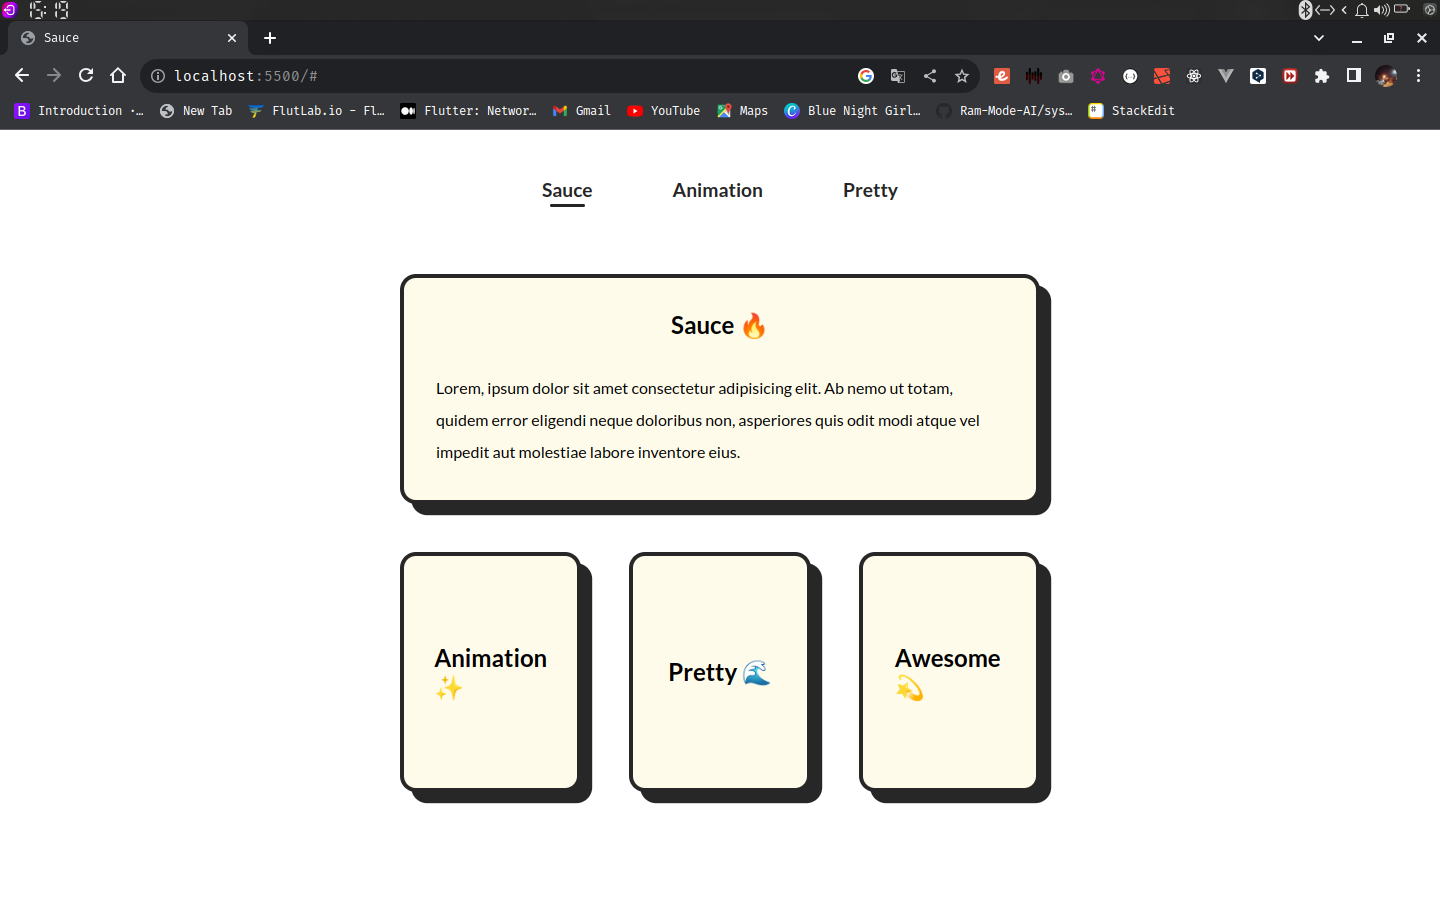 15:19
Sauce
localhost:5500/#
Introduction ·…
New Tab
FlutLab.io - Fl…
Flutter: Networ…
Gmail
YouTube
Maps
Blue Night Girl…
Ram-Mode-AI/sys…
StackEdit
Sauce
Animation
Pretty
Sauce 🔥
Lorem, ipsum dolor sit amet consectetur adipisicing elit. Ab nemo ut totam,
quidem error eligendi neque doloribus non, asperiores quis odit modi atque vel
impedit aut molestiae labore inventore eius.
Animation
✨
Pretty 🌊
Awesome
💫